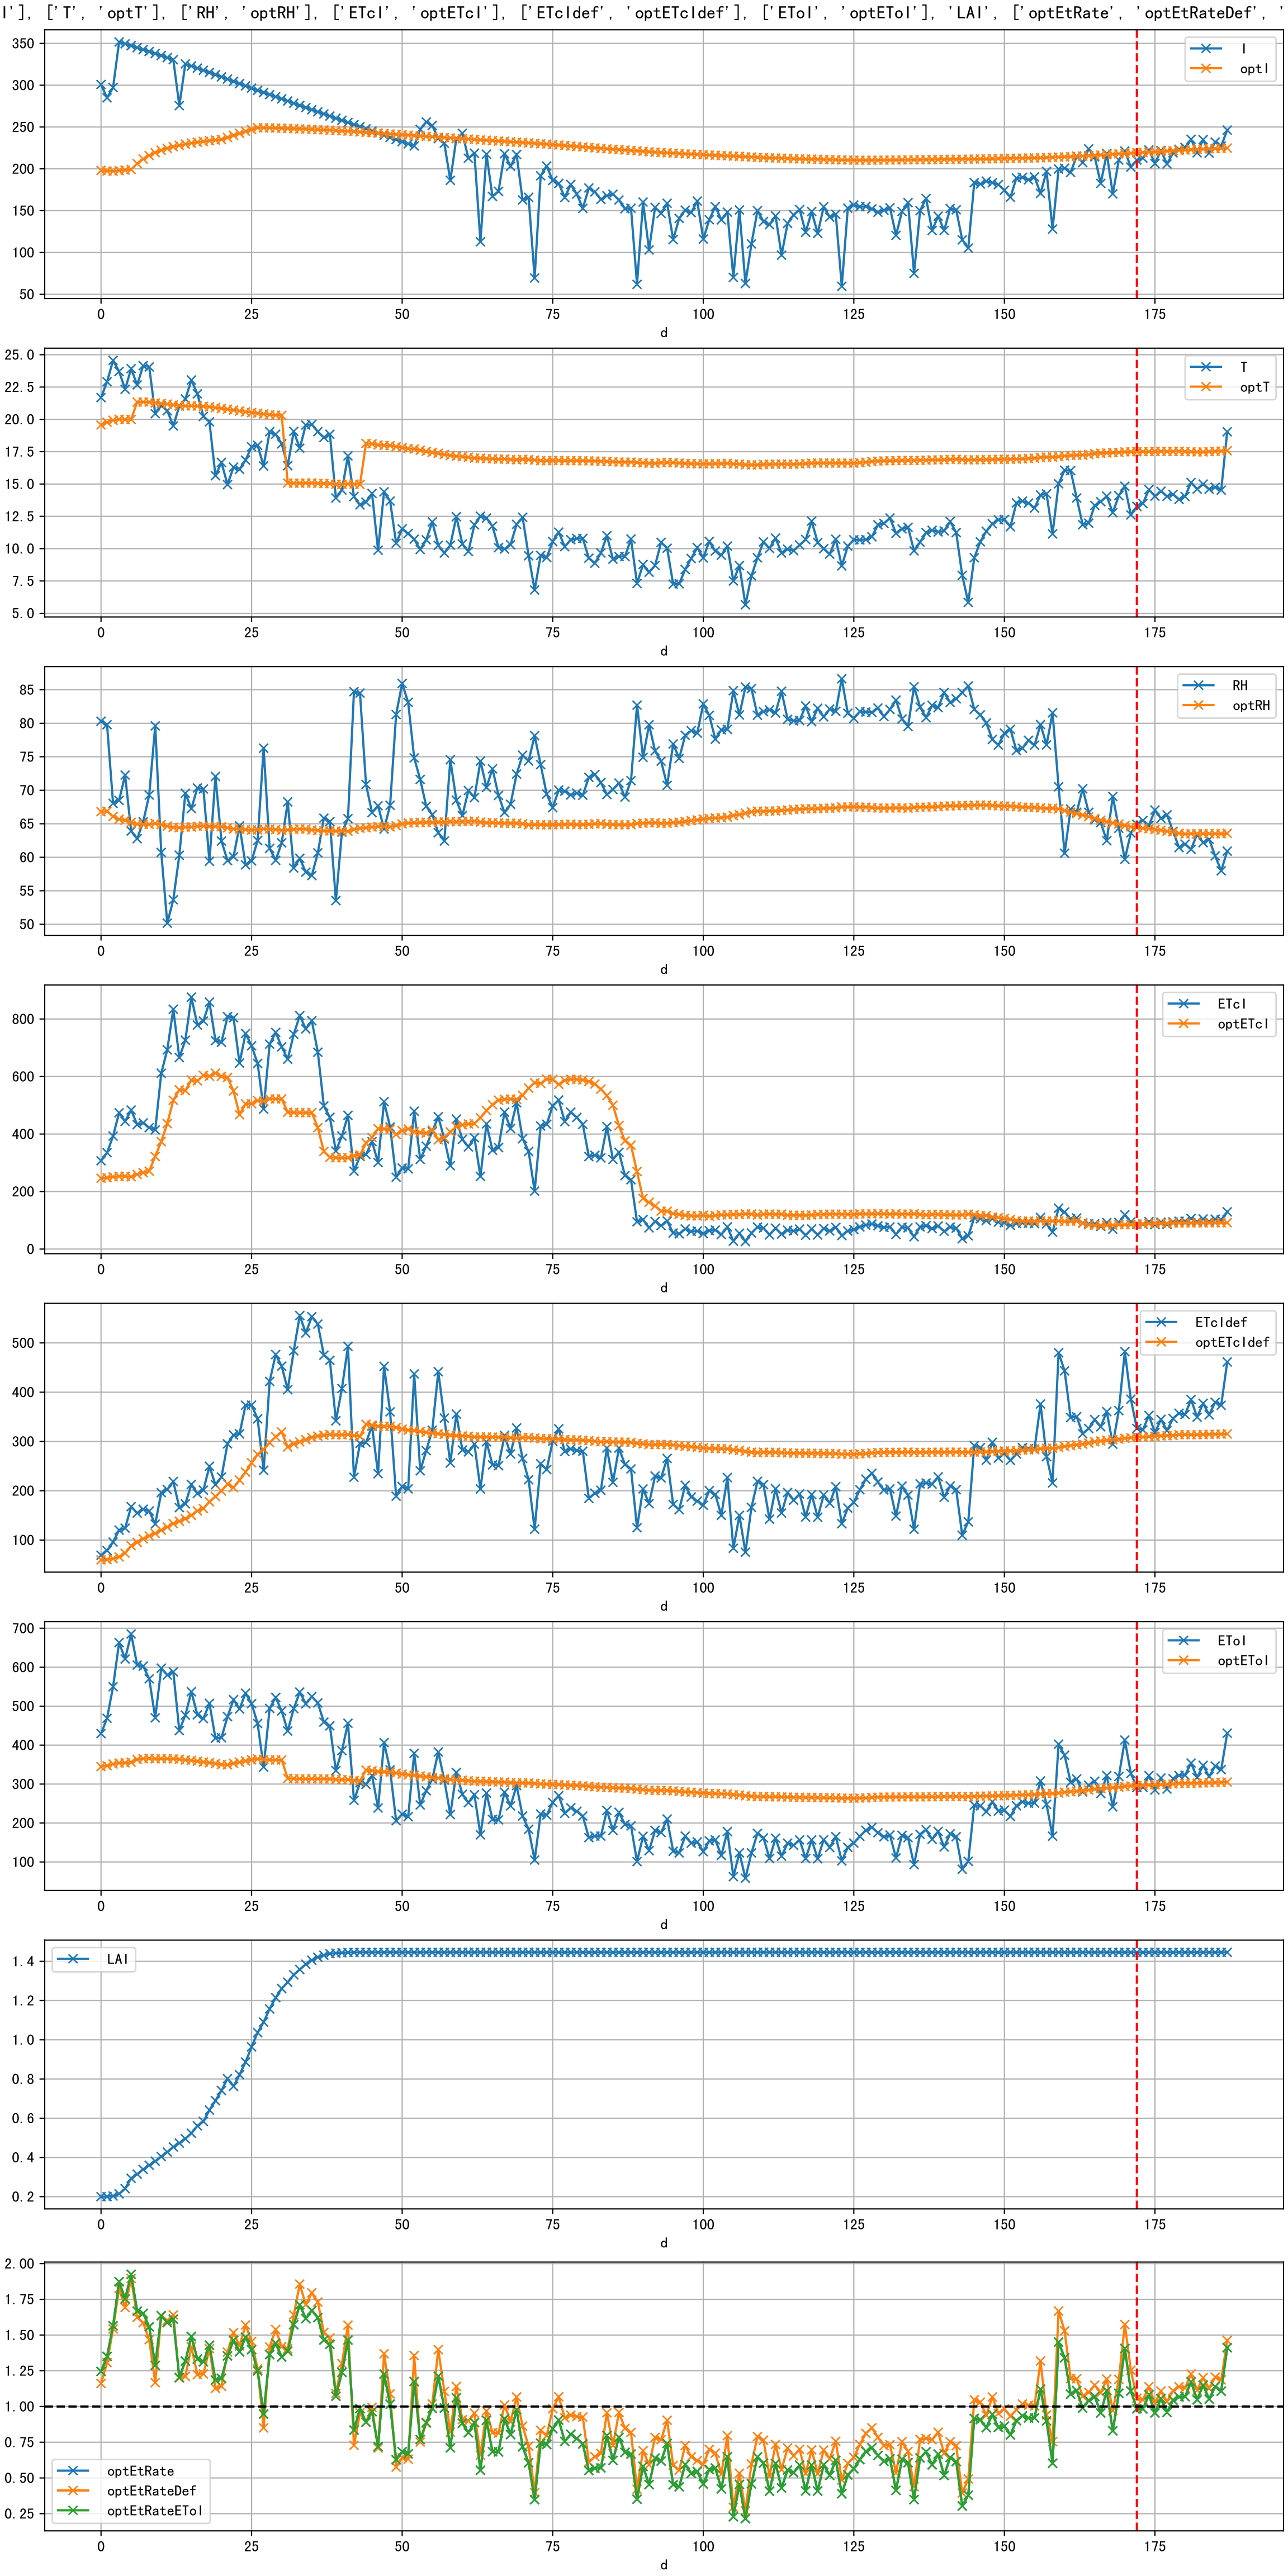 I'], ['T', 'optT'], ['RH', 'optRH'], ['ETcI', 'optETcI'], ['ETcIdef', 'optETcIdef'], ['EToI', 'optEToI'], 'LAI', ['optEtRate', 'optEtRateDef', '
350
300
250
200
150
100
50
I
optI
0 25 50 75 100 125 150 175
d
25.0
22.5
20.0
17.5
15.0
12.5
10.0
7.5
5.0
T
optT
0 25 50 75 100 125 150 175
d
85
80
75
70
65
60
55
50
RH
optRH
0 25 50 75 100 125 150 175
d
800
600
400
200
0
ETcI
optETcI
0 25 50 75 100 125 150 175
d
500
400
300
200
100
ETcIdef
optETcIdef
0 25 50 75 100 125 150 175
d
700
600
500
400
300
200
100
EToI
optEToI
0 25 50 75 100 125 150 175
d
1.4
1.2
1.0
0.8
0.6
0.4
0.2
LAI
0 25 50 75 100 125 150 175
d
2.00
1.75
1.50
1.25
1.00
0.75
0.50
0.25
optEtRate
optEtRateDef
optEtRateEToI
0 25 50 75 100 125 150 175
d